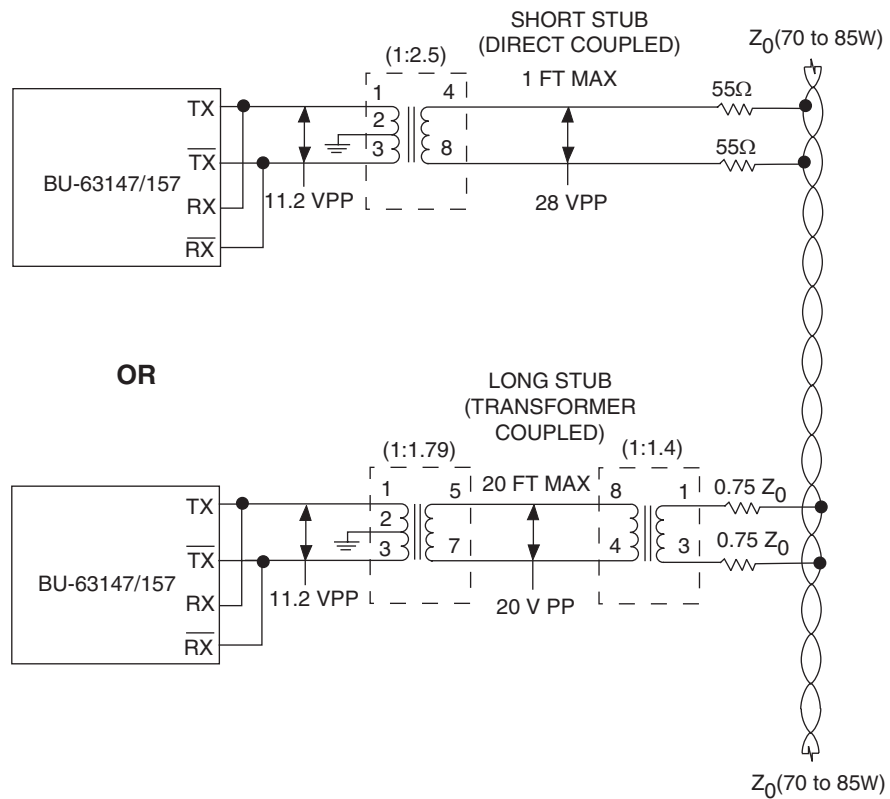 SHORT STUB
(DIRECT COUPLED)
Z0(70 to 85W)
(1:2.5)
1 FT MAX
1
4
55Ω
TX
2
TX
3
8
55Ω
BU-63147/157
11.2 VPP
28 VPP
RX
RX
OR
LONG STUB
(TRANSFORMER
COUPLED)
(1:1.79)
(1:1.4)
1
5
20 FT MAX
8
1
0.75 Z0
TX
2
TX
3
7
4
3
0.75 Z0
BU-63147/157
11.2 VPP
20 V PP
RX
RX
Z0(70 to 85W)